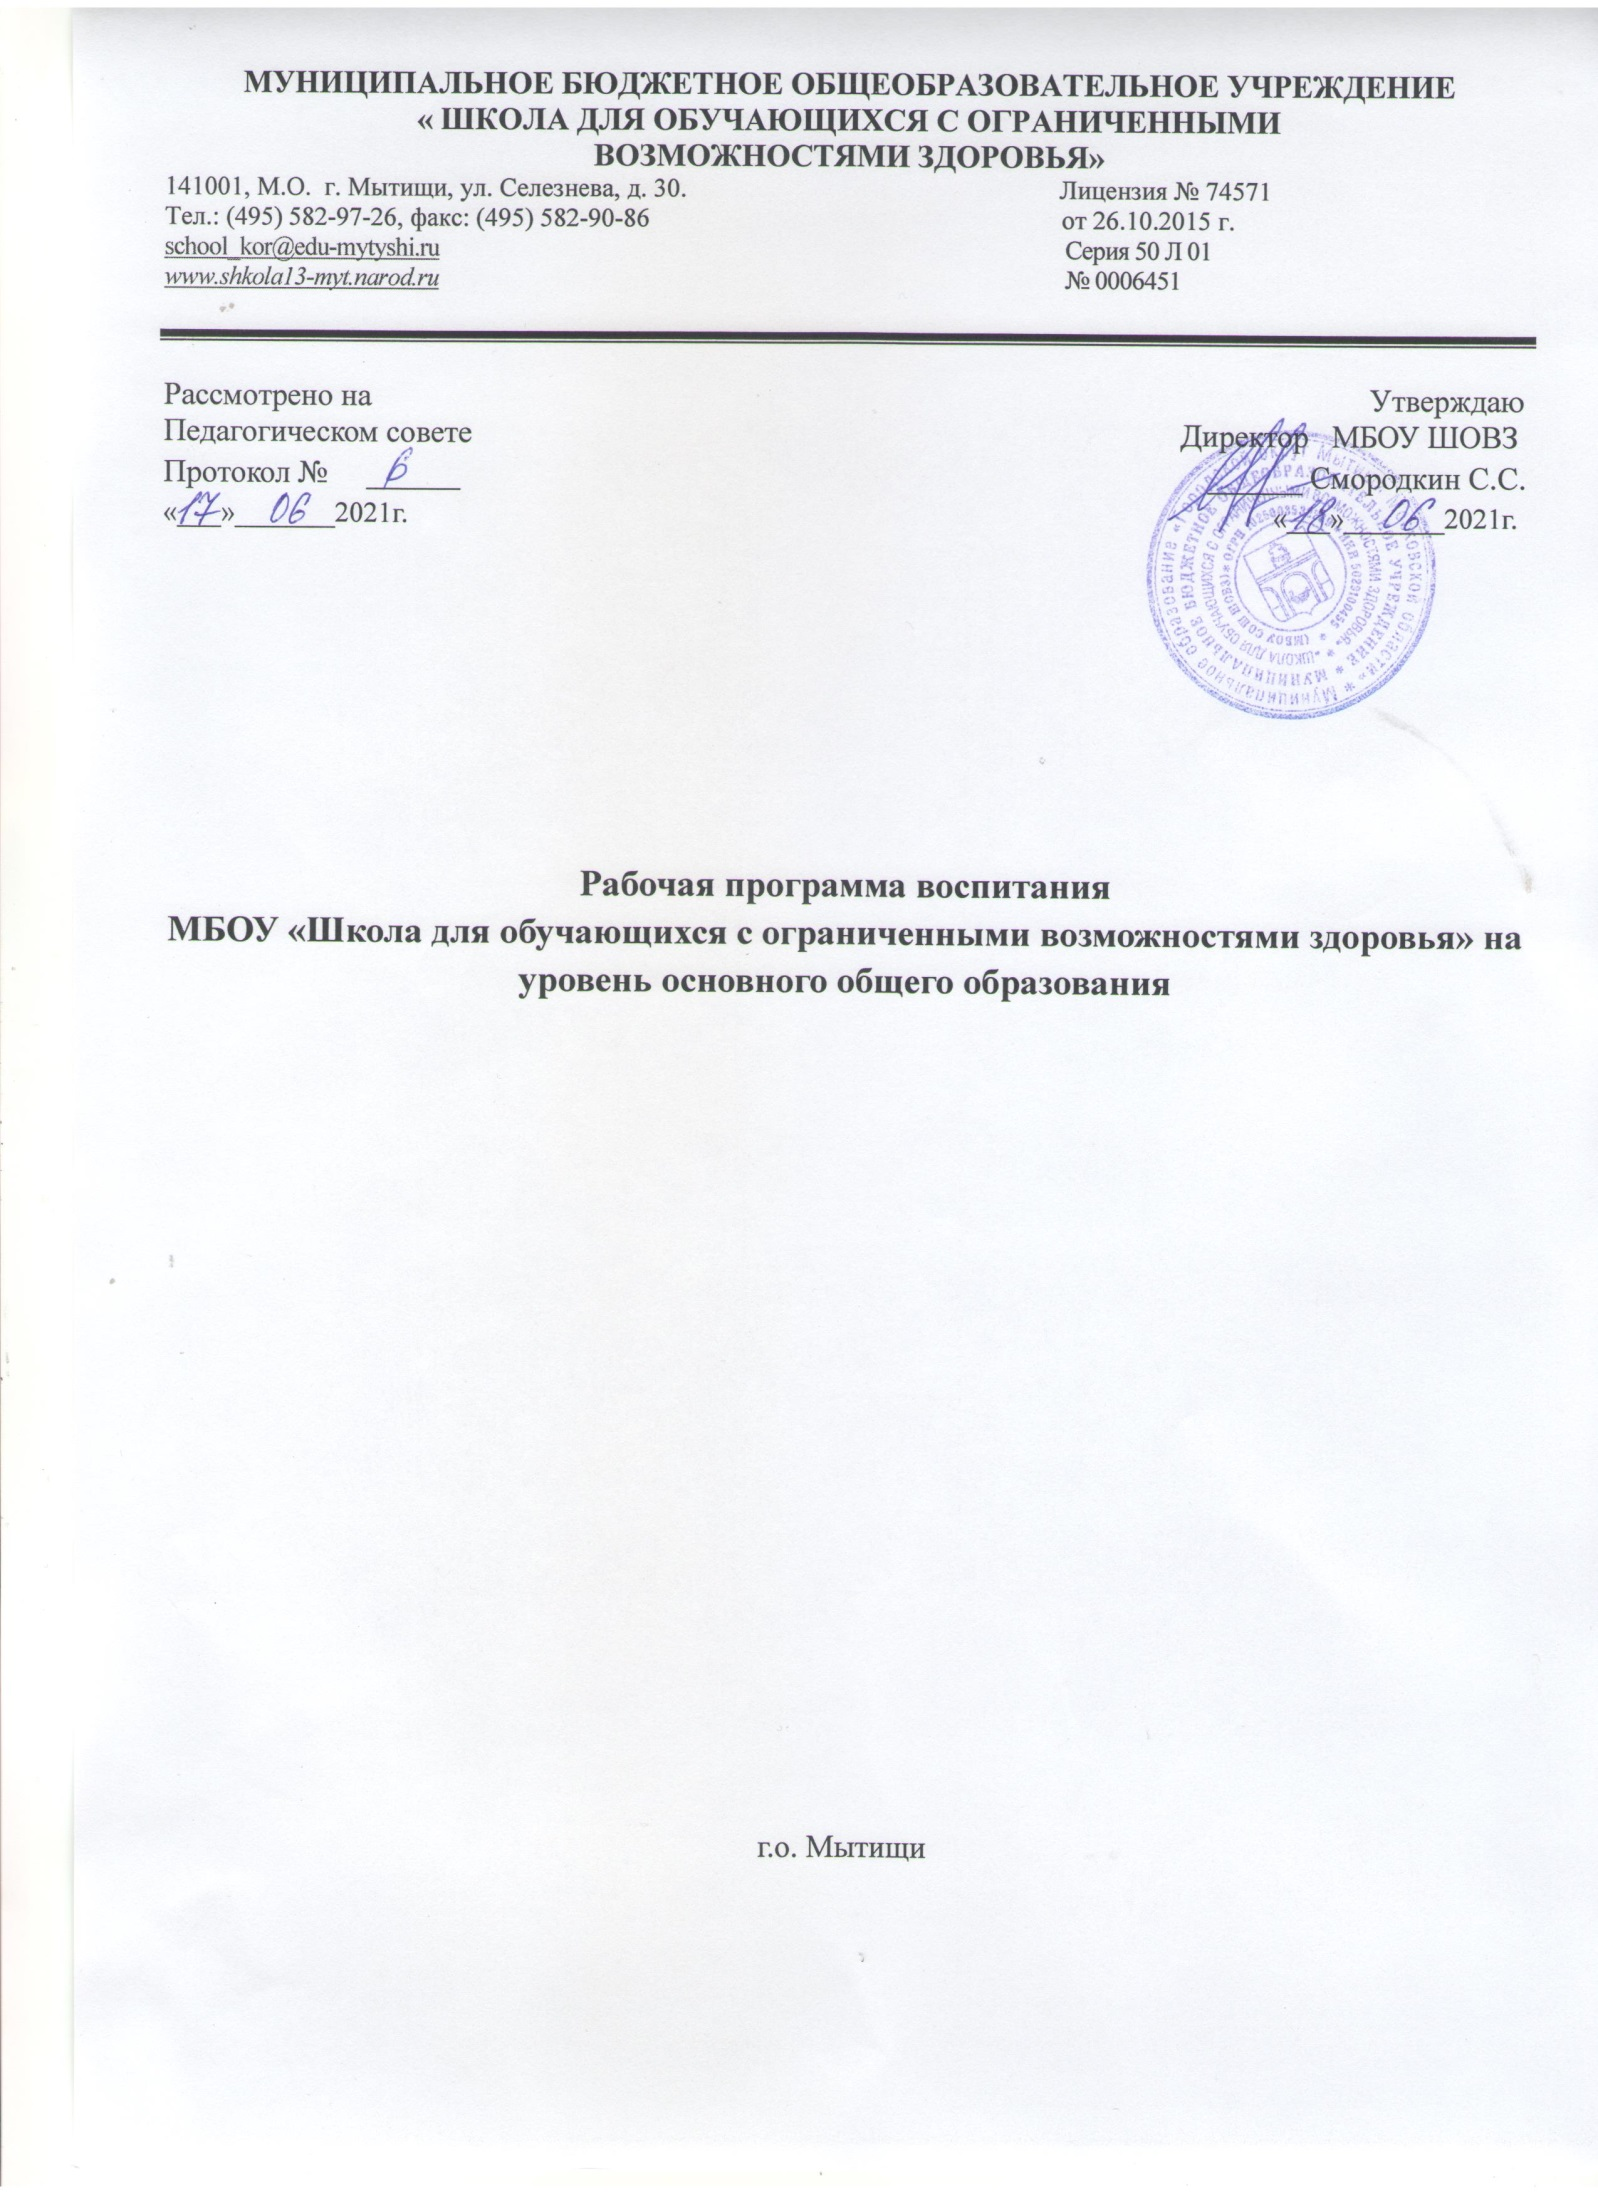 МУНИЦИПАЛЬНОЕ БЮДЖЕТНОЕ ОБЩЕОБРАЗОВАТЕЛЬНОЕ УЧРЕЖДЕНИЕ
« ШКОЛА ДЛЯ ОБУЧАЮЩИХСЯ С ОГРАНИЧЕННЫМИ
ВОЗМОЖНОСТЯМИ ЗДОРОВЬЯ»
141001, М.О. г. Мытищи, ул. Селезнева, д. 30.
Тел.: (495) 582-97-26, факс: (495) 582-90-86
school_kor@edu-mytyshi.ru
www.shkola13-myt.narod.ru
Лицензия № 74571
от 26.10.2015 г.
Серия 50 Л 01
№ 0006451
Рассмотрено на
Педагогическом совете
Протокол № 6
«17» 06 2021г.
Утверждаю
Директор МБОУ ШОВЗ
Смородкин С.С.
«18» 06 2021г.
Рабочая программа воспитания
МБОУ «Школа для обучающихся с ограниченными возможностями здоровья» на
уровень основного общего образования
г.о. Мытищи